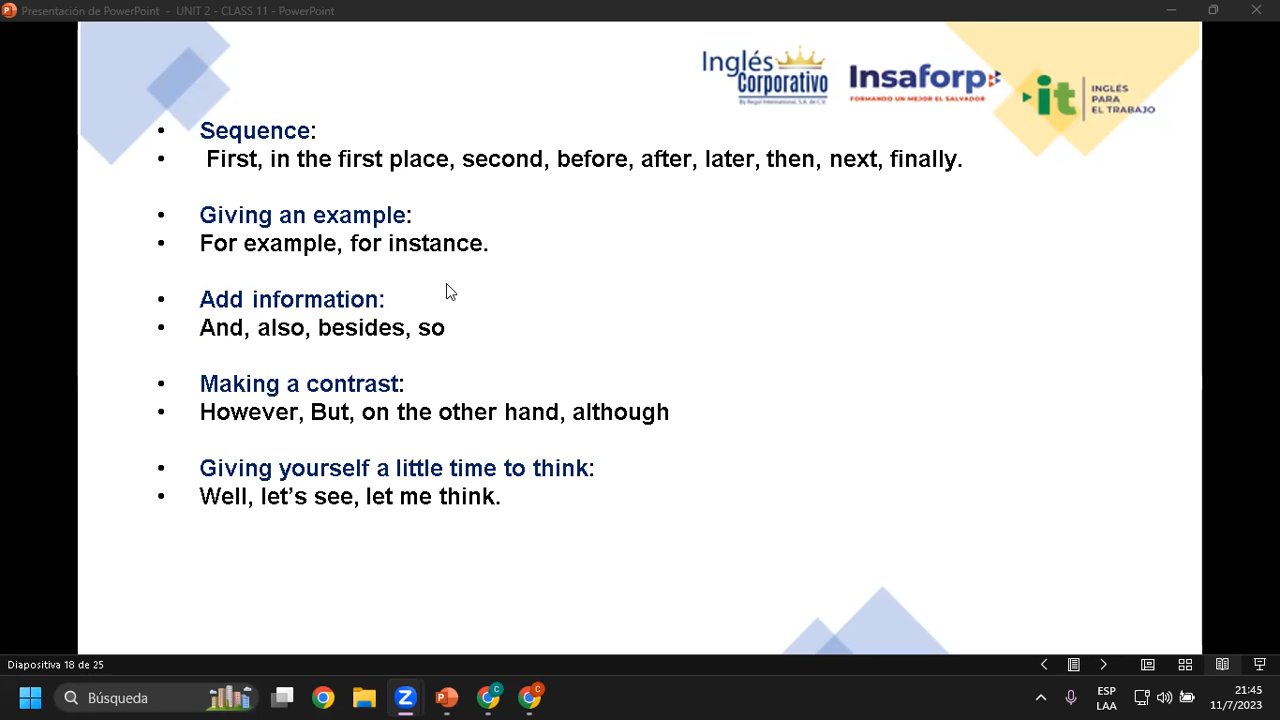 Presentación de PowerPoint - UNIT 2 - CLASS 11 - PowerPoint
Inglés
Corporativo
By Regal International, S.A. de C.V.
Insaforp
FORMANDO UN MEJOR EL SALVADOR
it
INGLÉS
PARA
EL TRABAJO
• Sequence:
• First, in the first place, second, before, after, later, then, next, finally.
• Giving an example:
• For example, for instance.
• Add information:
• And, also, besides, so
• Making a contrast:
• However, But, on the other hand, although
• Giving yourself a little time to think:
• Well, let’s see, let me think.
Diapositiva 18 de 25
Búsqueda
ESP
LAA
21:45
11/7/2023